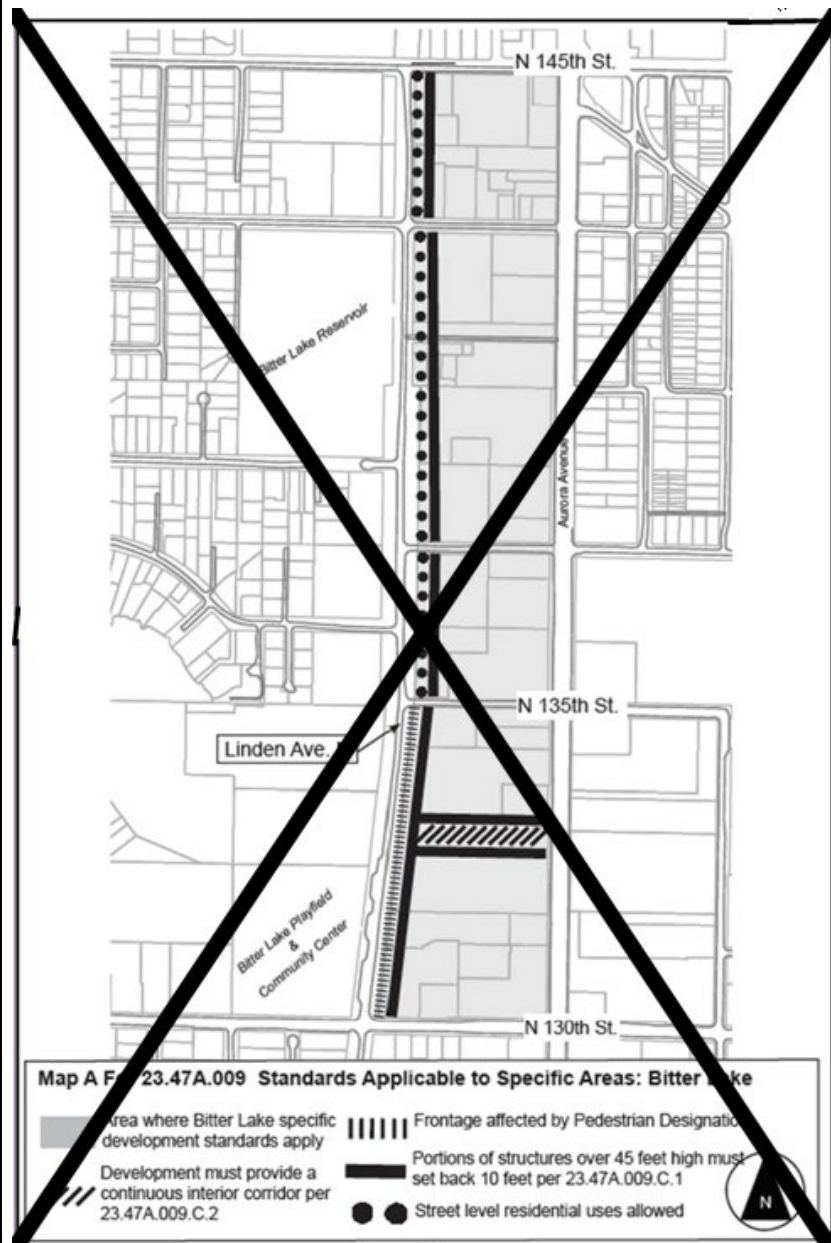 N 145th St.
Bitter Lake Reservoir
Aurora Avenue
N 135th St.
Linden Ave.
Bitter Lake Playfield
&
Community Center
N 130th St.
Map A 23.47A.009 Standards Applicable to Specific Areas: Bitter
Area where Bitter Lake specific
development standards apply
Development must provide a
continuous interior corridor per
23.47A.009.C.2
Frontage affected by Pedestrian
Portions of structures over 45 feet high must
set back 10 feet per 23.47A.009.C.1
Street level residential uses allowed
N